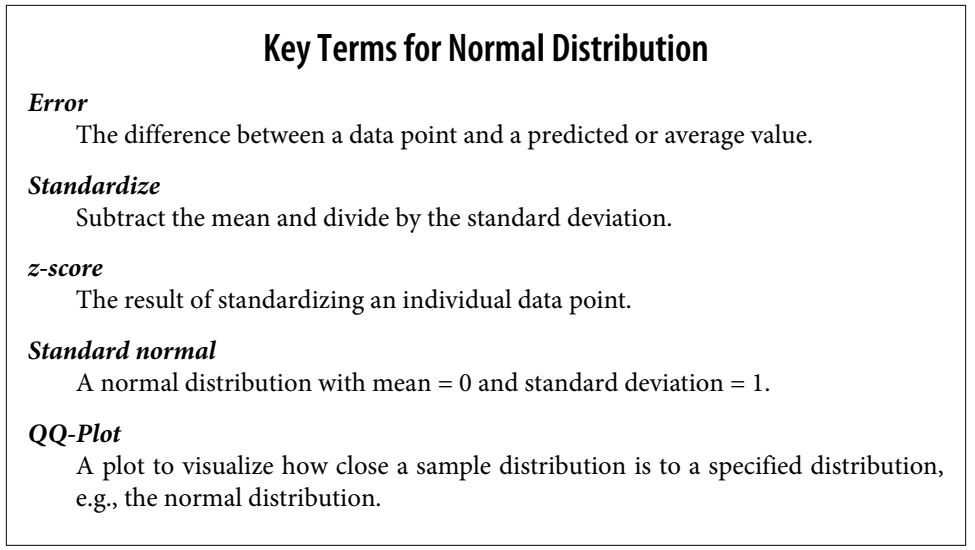 Key Terms for Normal Distribution
Error
The difference between a data point and a predicted or average value.
Standardize
Subtract the mean and divide by the standard deviation.
z-score
The result of standardizing an individual data point.
Standard normal
A normal distribution with mean = 0 and standard deviation = 1.
QQ-Plot
A plot to visualize how close a sample distribution is to a specified distribution,
e.g., the normal distribution.